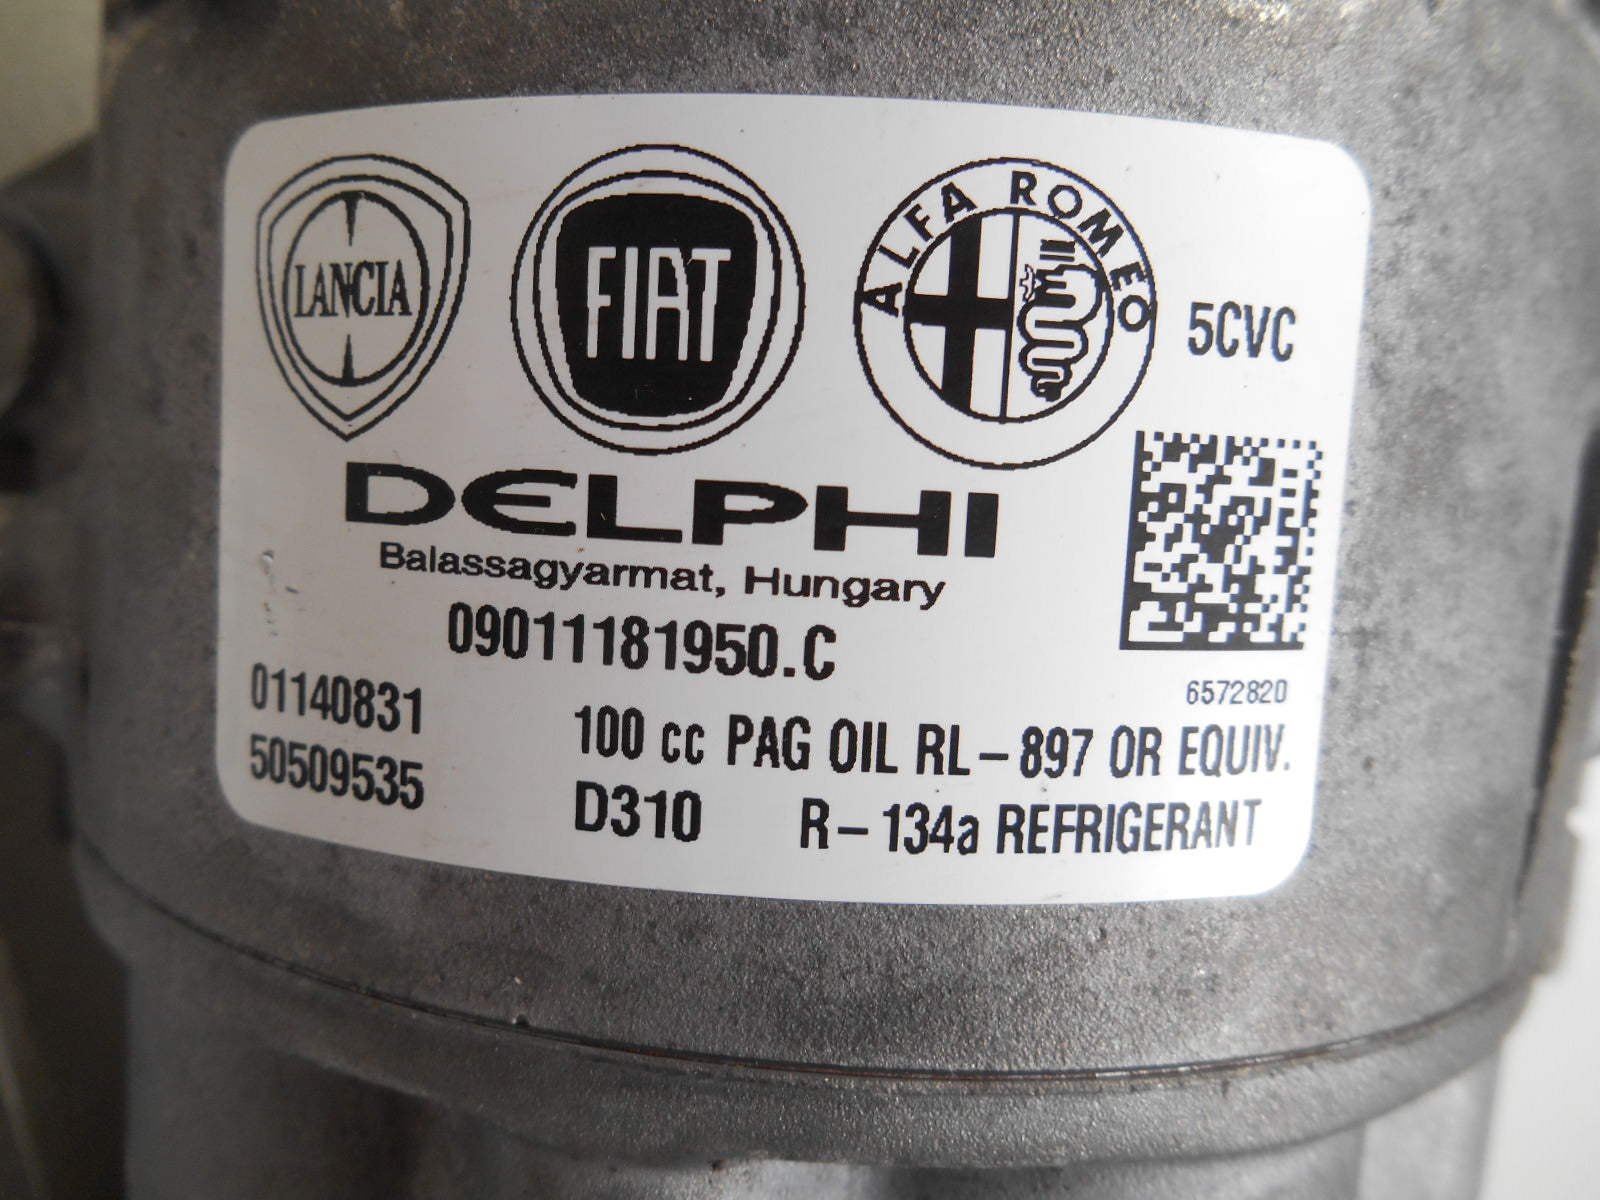 LANCIA
FIAT
ALFA ROMEO
5CVC
DELPHI
Balassagyarmat, Hungary
09011181950.C
01140831
6572820
100 cc PAG OIL RL-897 OR EQUIV.
50509535
D310 R-134a REFRIGERANT